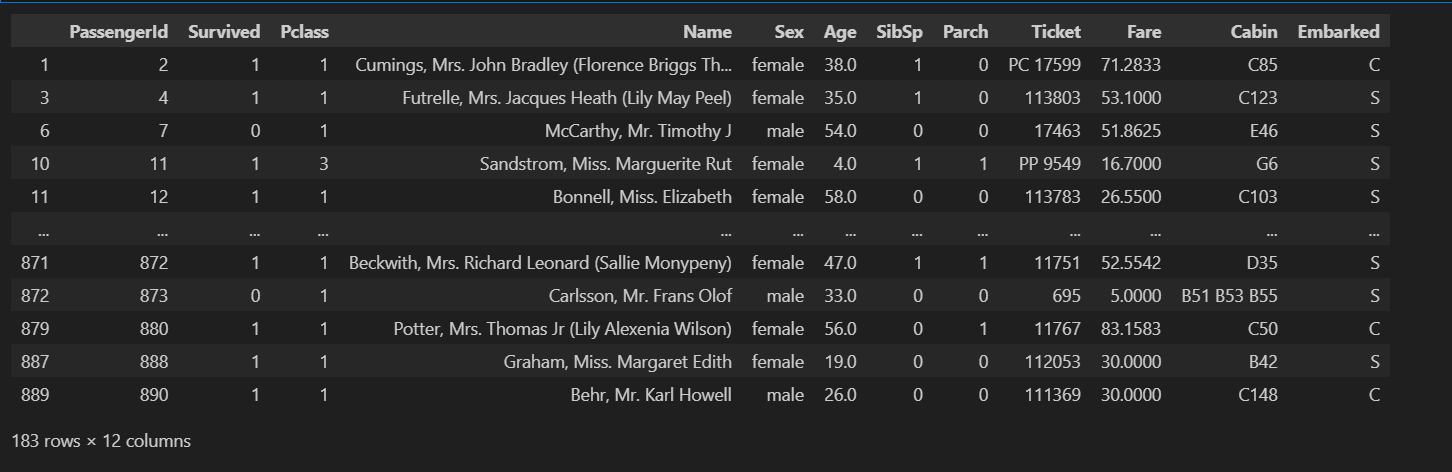 PassengerId Survived Pclass Name Sex Age SibSp Parch Ticket Fare Cabin Embarked
1 2 1 1 Cumings, Mrs. John Bradley (Florence Briggs Th... female 38.0 1 0 PC 17599 71.2833 C85 C
3 4 1 1 Futrelle, Mrs. Jacques Heath (Lily May Peel) female 35.0 1 0 113803 53.1000 C123 S
6 7 0 1 McCarthy, Mr. Timothy J male 54.0 0 0 17463 51.8625 E46 S
10 11 1 3 Sandstrom, Miss. Marguerite Rut female 4.0 1 1 PP 9549 16.7000 G6 S
11 12 1 1 Bonnell, Miss. Elizabeth female 58.0 0 0 113783 26.5500 C103 S
... ... ... ... ... ... ... ... ... ... ... ... ...
871 872 1 1 Beckwith, Mrs. Richard Leonard (Sallie Monypeny) female 47.0 1 1 11751 52.5542 D35 S
872 873 0 1 Carlsson, Mr. Frans Olof male 33.0 0 0 695 5.0000 B51 B53 B55 S
879 880 1 1 Potter, Mrs. Thomas Jr (Lily Alexenia Wilson) female 56.0 0 1 11767 83.1583 C50 C
887 888 1 1 Graham, Miss. Margaret Edith female 19.0 0 0 112053 30.0000 B42 S
889 890 1 1 Behr, Mr. Karl Howell male 26.0 0 0 111369 30.0000 C148 C
183 rows × 12 columns